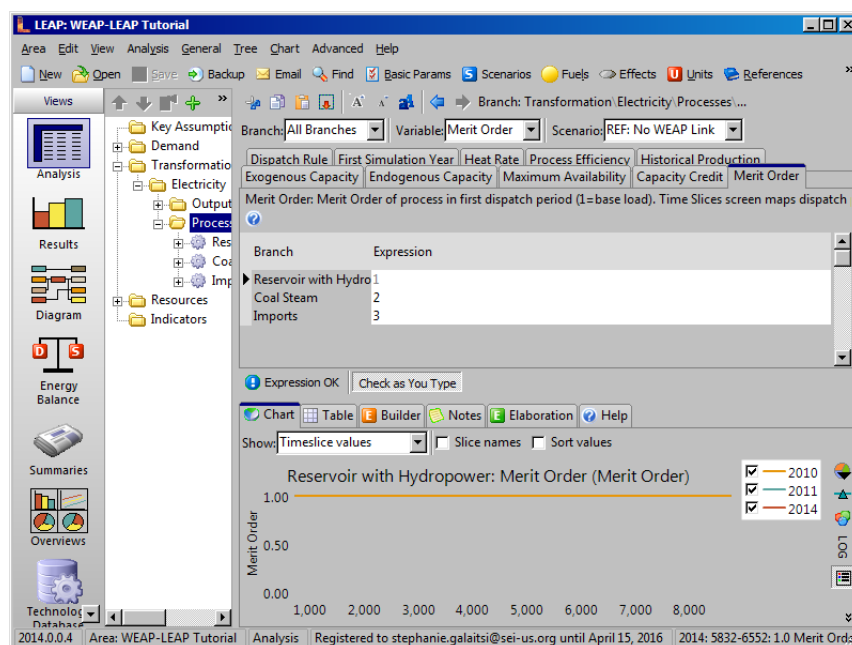 LEAP: WEAP-LEAP Tutorial
Area Edit View Analysis General Tree Chart Advanced Help
New Open Save Backup Email Find Basic Params Scenarios Fuels Effects Units References »
Views » Branch: Transformation\Electricity\Processes\...
Branch: All Branches Variable: Merit Order Scenario: REF: No WEAP Link
Dispatch Rule First Simulation Year Heat Rate Process Efficiency Historical Production
Exogenous Capacity Endogenous Capacity Maximum Availability Capacity Credit Merit Order
Merit Order: Merit Order of process in first dispatch period (1=base load). Time Slices screen maps dispatch
Analysis
Results
Diagram
Energy
Balance
Summaries
Overviews
Technolog
Database
Key Assumptio
Demand
Transformatio
Electricity
Output
Process
Res
Coa
Imp
Resources
Indicators
Branch Expression
Reservoir with Hydro 1
Coal Steam 2
Imports 3
Expression OK Check as You Type
Chart Table Builder Notes Elaboration Help
Show: Timeslice values Slice names Sort values
Reservoir with Hydropower: Merit Order (Merit Order)
Merit Order
1.00
0.50
0.00
1,000 2,000 3,000 4,000 5,000 6,000 7,000 8,000
2010
2011
2014
LOG
2014.0.0.4 Area: WEAP-LEAP Tutorial Analysis Registered to stephanie.galaitsi@sei-us.org until April 15, 2016 2014: 5832-6552: 1.0 Merit Ord